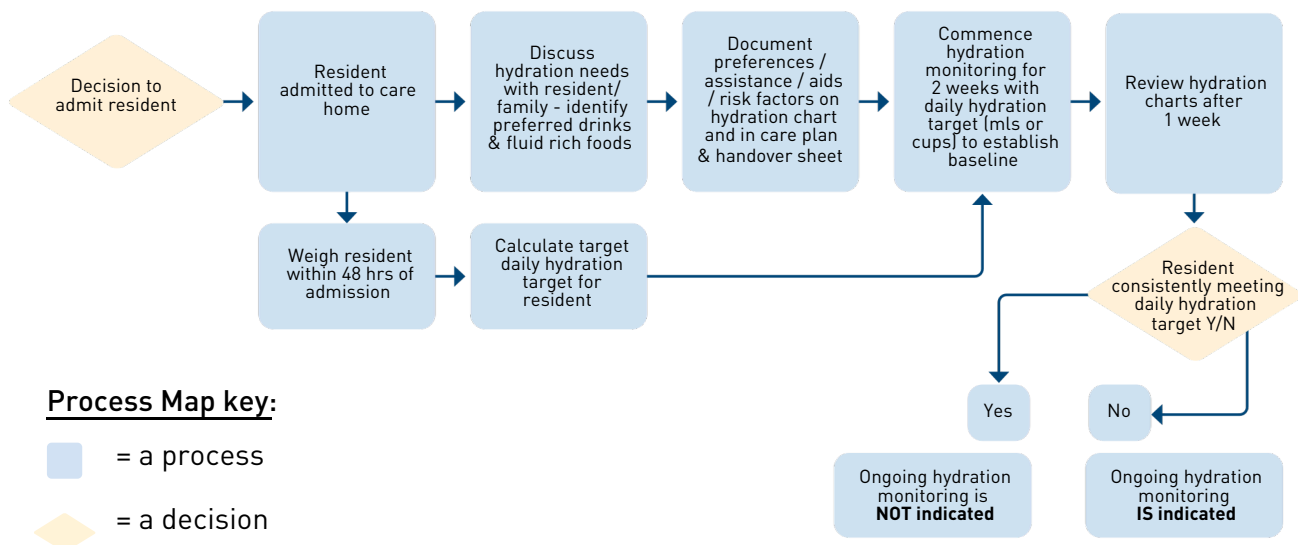 Decision to
admit resident
Resident
admitted to care
home
Discuss
hydration needs
with resident/
family - identify
preferred drinks
& fluid rich foods
Document
preferences /
assistance / aids
/ risk factors on
hydration chart
and in care plan
& handover sheet
Commence
hydration
monitoring for
2 weeks with
daily hydration
target (mls or
cups) to establish
baseline
Review hydration
charts after
1 week
Weigh resident
within 48 hrs of
admission
Calculate target
daily hydration
target for
resident
Resident
consistently meeting
daily hydration
target Y/N
Yes
No
Ongoing hydration
monitoring is
NOT indicated
Ongoing hydration
monitoring
IS indicated
Process Map key:
= a process
= a decision